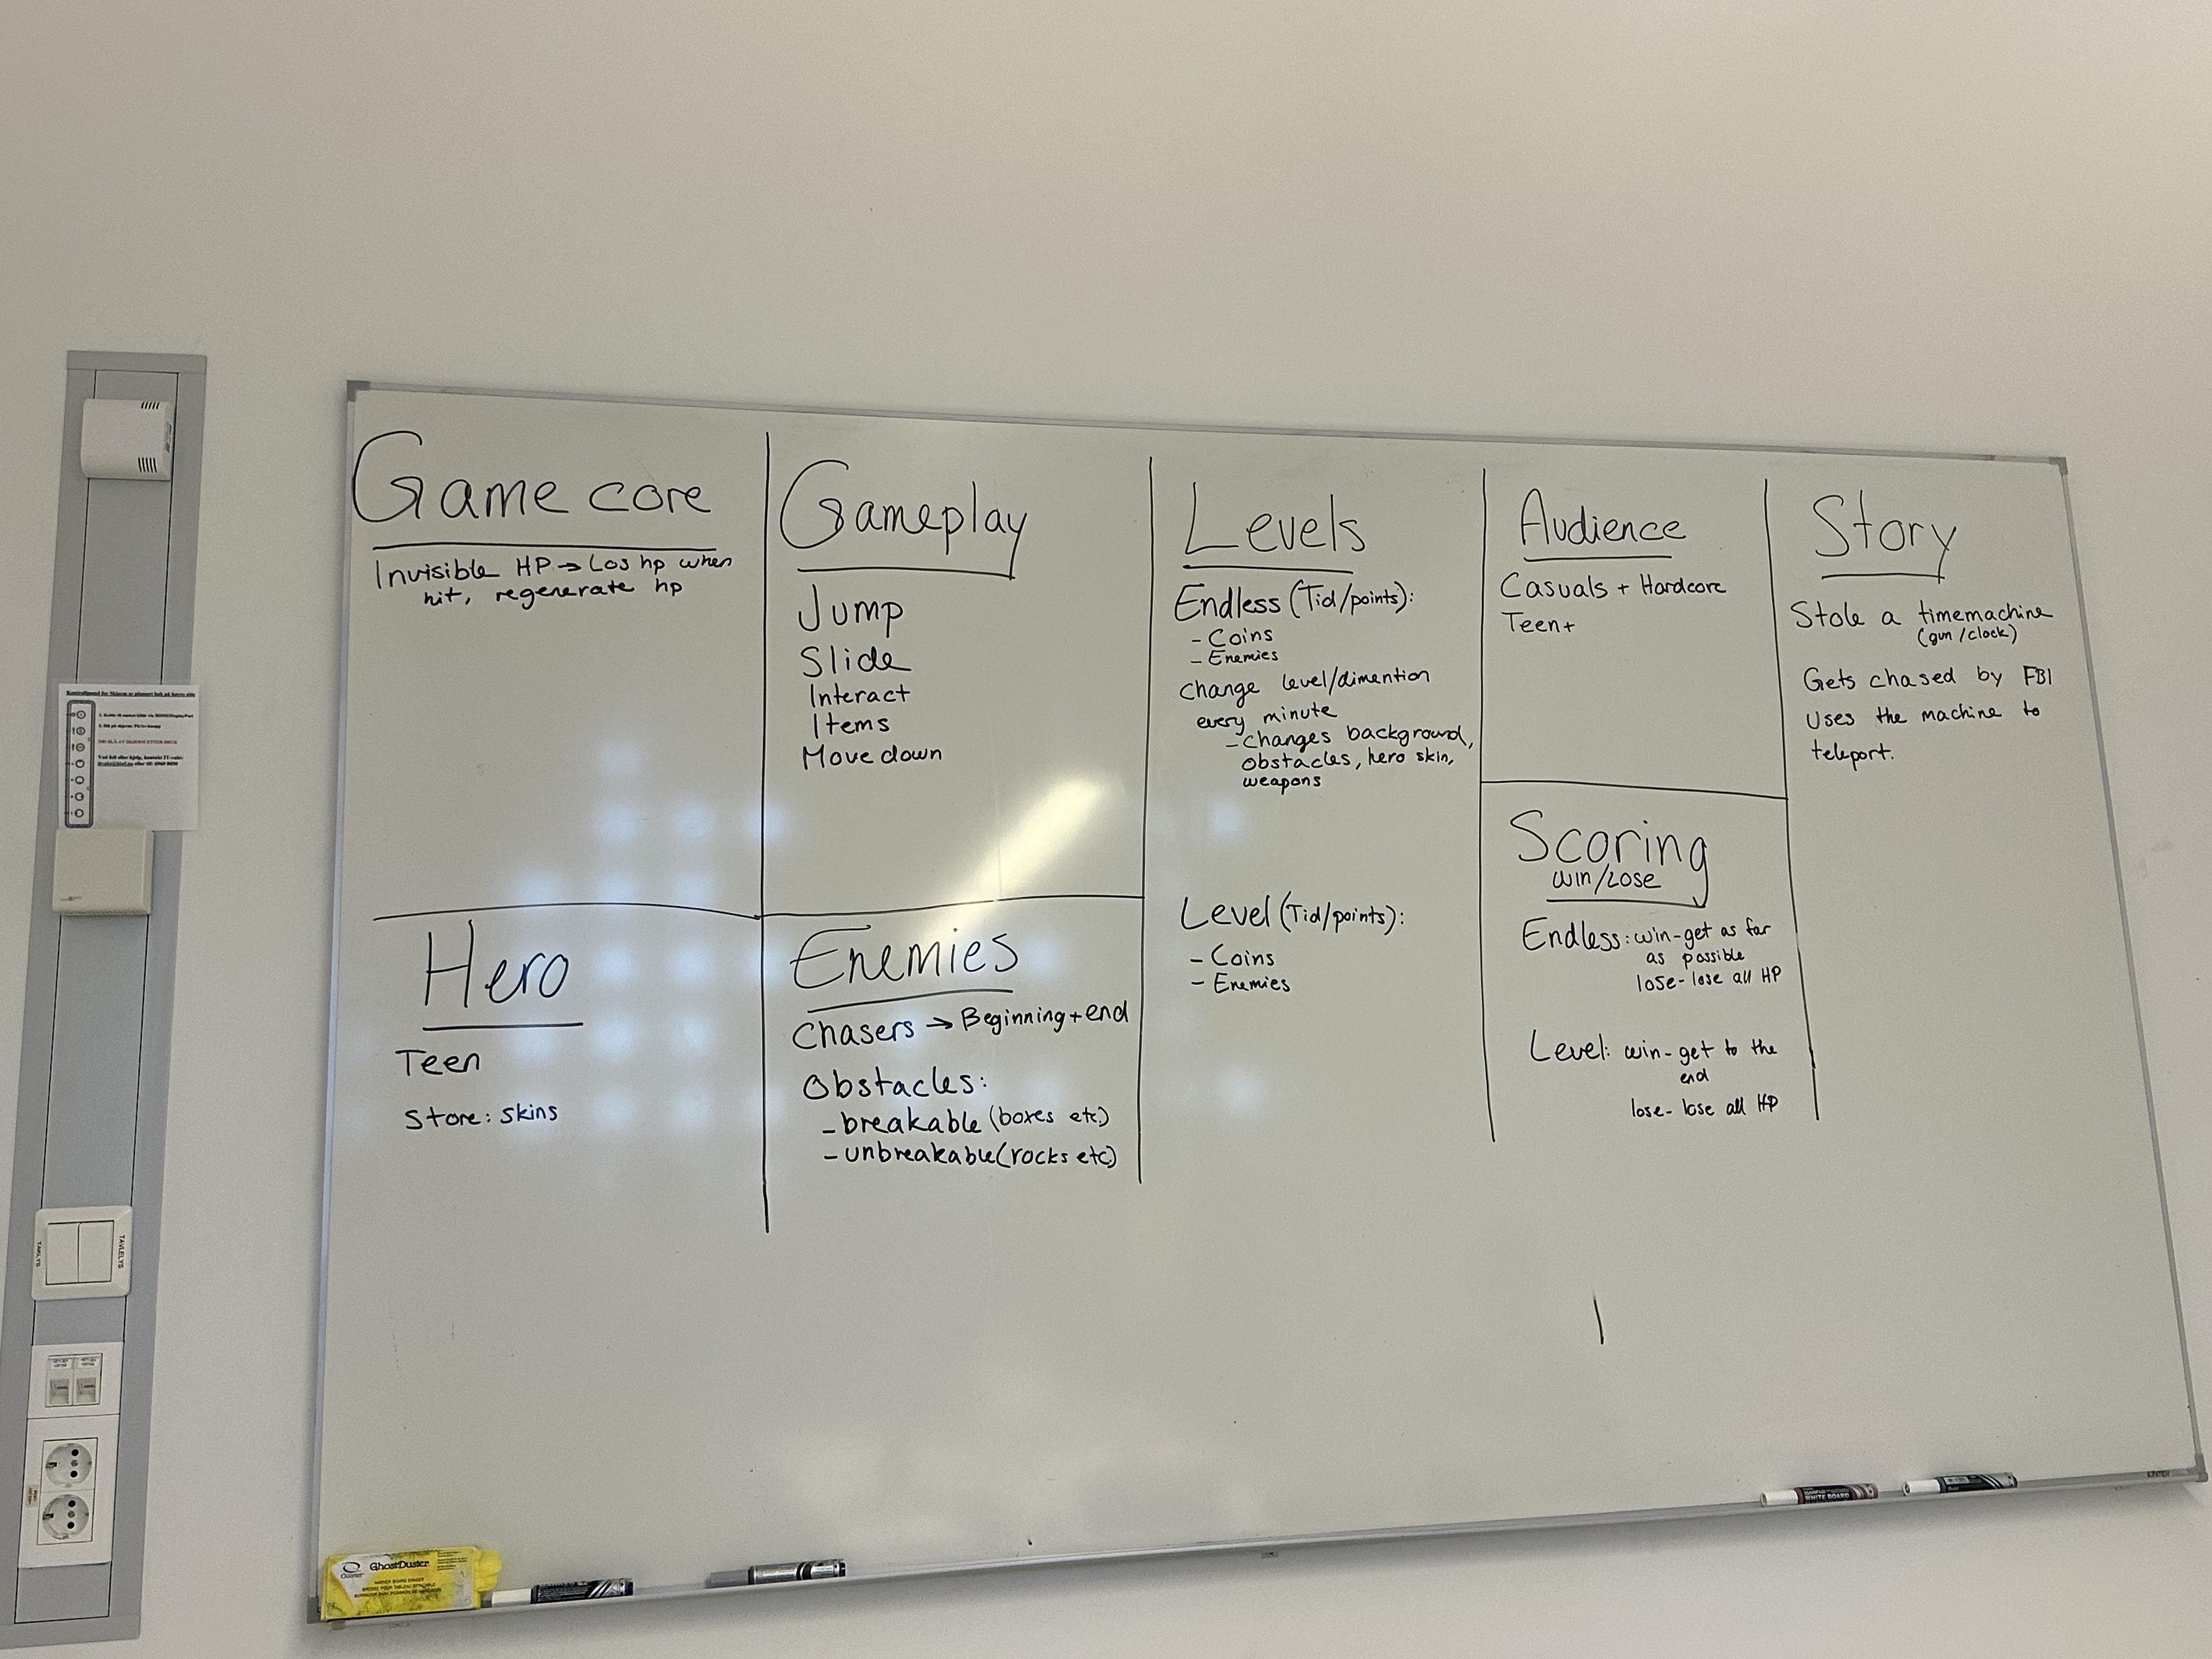 Game core
Invisible HP → Los hp when
hit, regenerate hp
Gameplay
Jump
Slide
Interact
Items
Move down
Levels
Endless (Tid/points):
- Coins
- Enemies
Change level/dimention
every minute
- changes background,
obstacles, hero skin,
weapons
Level (Tid/points):
- Coins
- Enemies
Audience
Casuals + Hardcore
Teen+
Story
Stole a timemachine
(gun/clock)
Gets chased by FBI
Uses the machine to
teleport.
Hero
Teen
Store: skins
Enemies
Chasers → Beginning + end
Obstacles:
- breakable (boxes etc)
- unbreakable (rocks etc)
Scoring
win/Lose
Endless: win - get as far
as possible
lose - lose all HP
Level: win - get to the
end
lose - lose all HP
TAKLYS
TAVLELYS
GhostDuster
WHITE BOARD